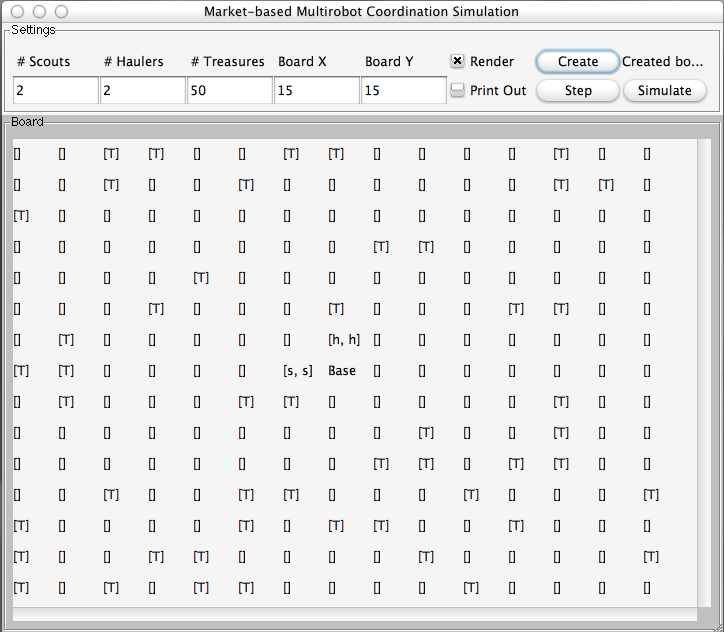 Market-based Multirobot Coordination Simulation
Settings
# Scouts # Haulers # Treasures Board X Board Y Render Create Created bo...
2 2 50 15 15 Print Out Step Simulate
Board
[] [] [T] [T] [] [] [T] [T] [] [] [] [] [T] [] []
[] [] [T] [] [] [T] [] [] [] [] [] [] [T] [T] []
[T] [] [] [] [] [] [] [] [] [] [] [] [] [] []
[] [] [] [] [] [] [] [] [T] [T] [] [] [] [] []
[] [] [] [] [T] [] [] [] [] [] [] [] [] [] []
[] [] [] [T] [] [] [] [T] [] [] [] [T] [T] [] []
[] [T] [] [] [] [] [] [h, h] [] [] [] [] [] [] []
[T] [T] [] [] [] [] [s, s] Base [] [] [] [] [] [] []
[] [T] [] [] [] [T] [T] [] [] [] [] [] [T] [] []
[] [] [] [] [] [] [] [] [] [T] [] [] [T] [] []
[] [] [] [] [] [] [] [] [T] [T] [] [T] [T] [] []
[] [] [T] [] [] [T] [T] [] [] [] [T] [] [] [] [T]
[T] [] [] [] [] [T] [] [T] [T] [] [] [T] [] [] []
[T] [] [] [T] [T] [] [] [] [] [T] [] [] [] [] [T]
[T] [] [T] [] [T] [T] [] [] [] [] [T] [] [] [] []